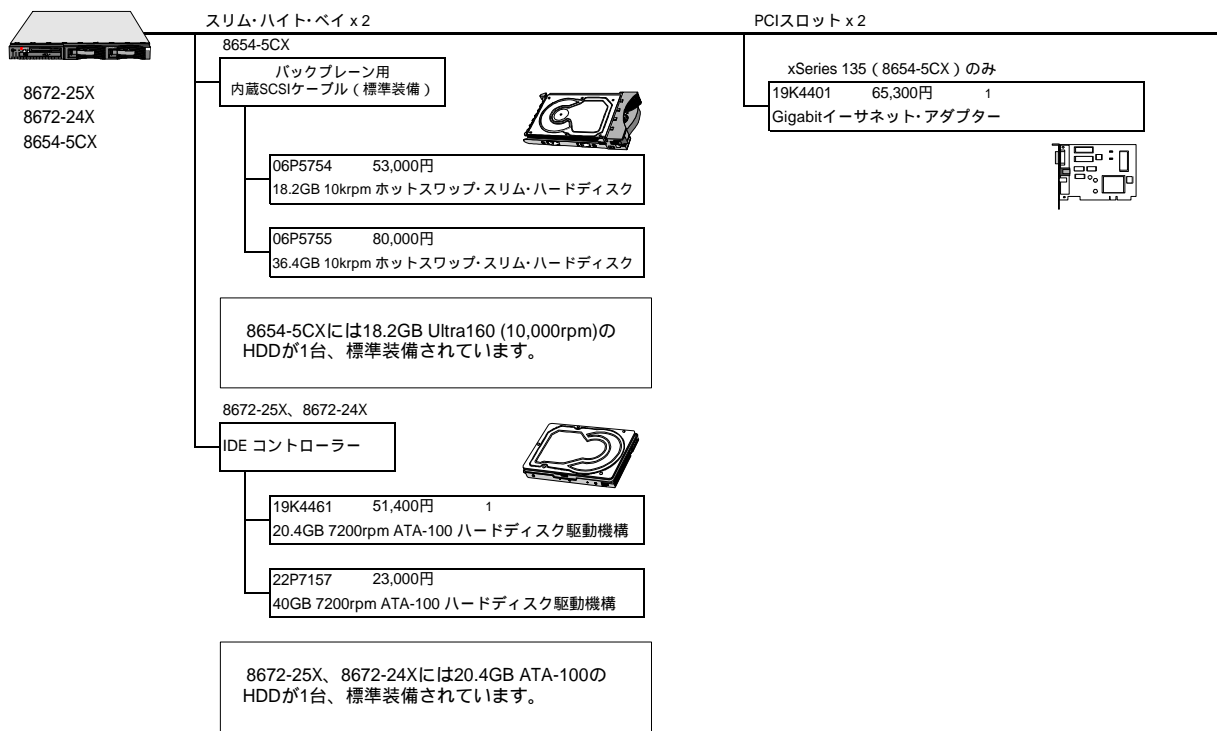 スリム・ハイト・ベイ x 2
PCIスロット x 2
8672-25X
8672-24X
8654-5CX
8654-5CX
バックプレーン用
内蔵SCSIケーブル（標準装備）
06P5754 53,000円
18.2GB 10krpm ホットスワップ・スリム・ハードディスク
06P5755 80,000円
36.4GB 10krpm ホットスワップ・スリム・ハードディスク
8654-5CXには18.2GB Ultra160 (10,000rpm)の
HDDが1台、標準装備されています。
8672-25X、8672-24X
IDE コントローラー
19K4461 51,400円 1
20.4GB 7200rpm ATA-100 ハードディスク駆動機構
22P7157 23,000円
40GB 7200rpm ATA-100 ハードディスク駆動機構
8672-25X、8672-24Xには20.4GB ATA-100の
HDDが1台、標準装備されています。
xSeries 135（8654-5CX）のみ
19K4401 65,300円 1
Gigabitイーサネット・アダプター